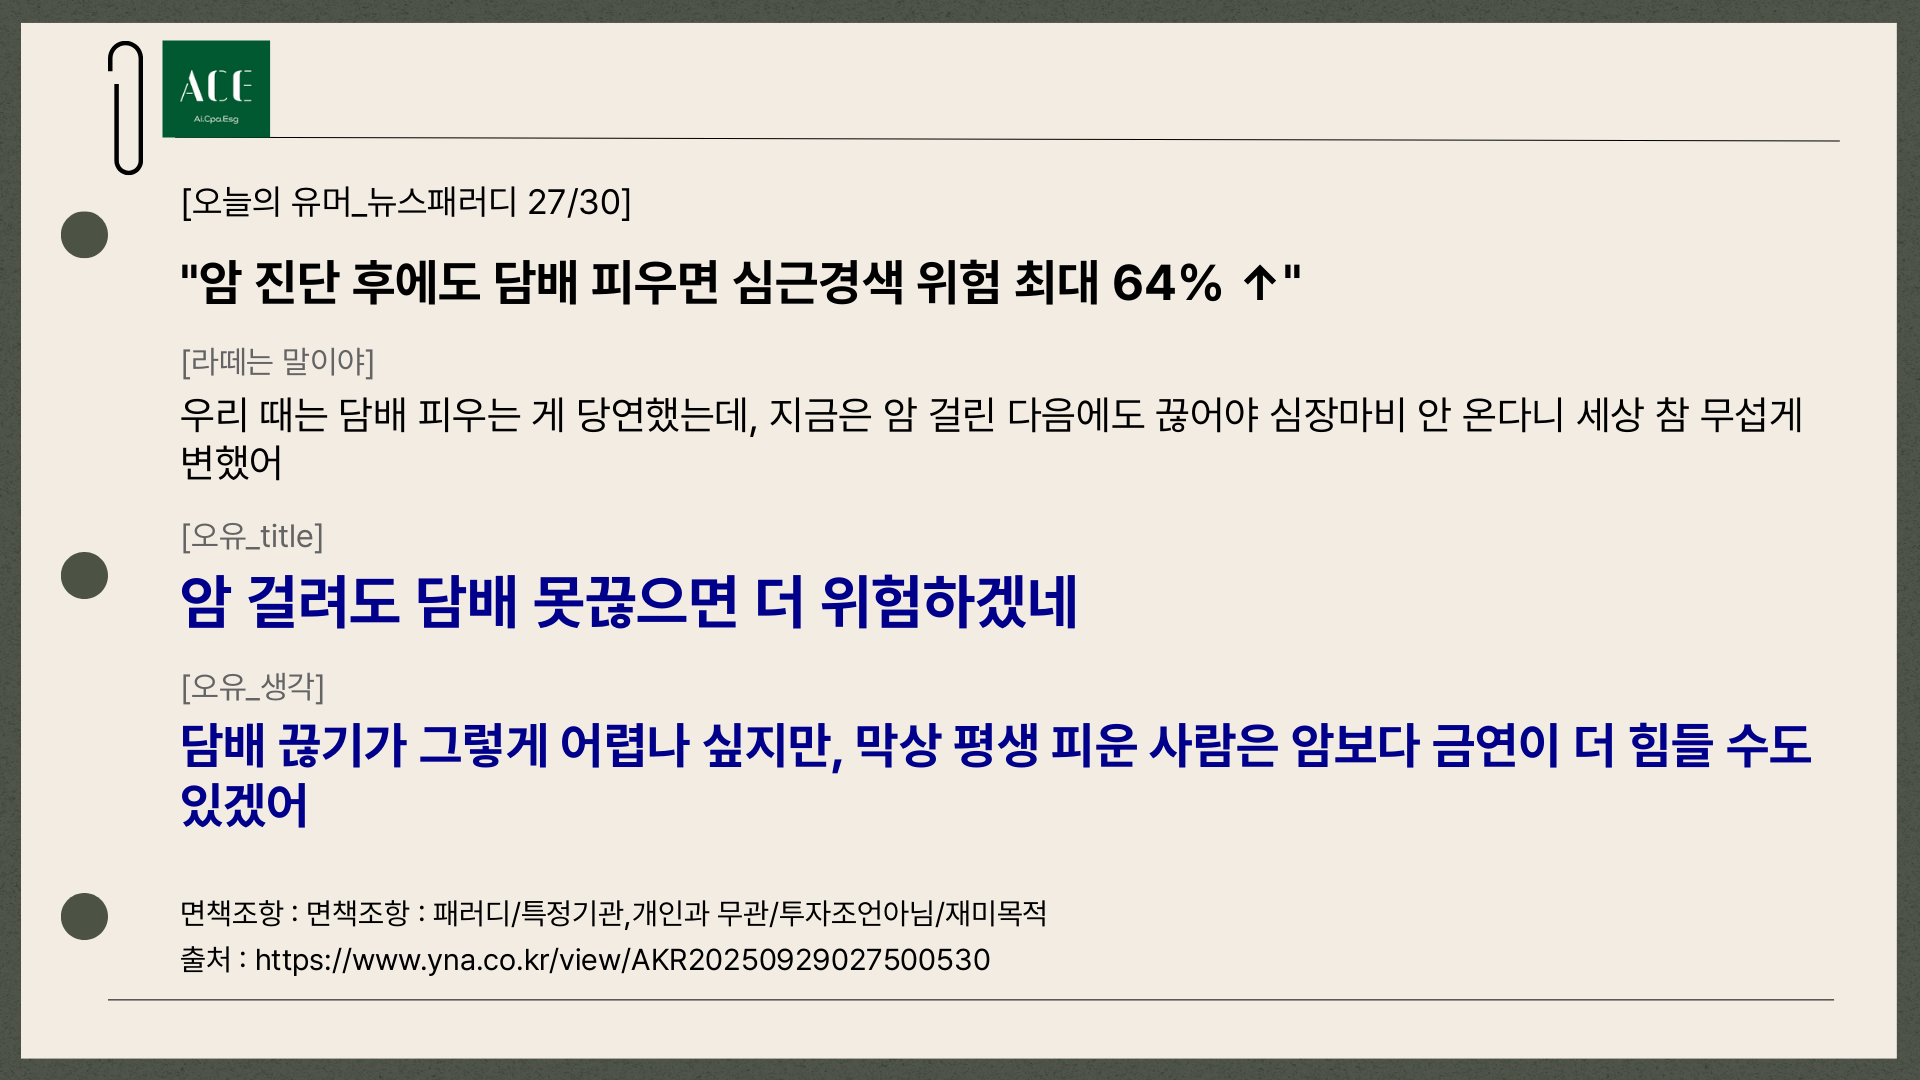 ACE
Ai.Cpa.Esg
[오늘의 유머_뉴스패러디 27/30]
"암 진단 후에도 담배 피우면 심근경색 위험 최대 64% ↑"
[라떼는 말이야]
우리 때는 담배 피우는 게 당연했는데, 지금은 암 걸린 다음에도 끊어야 심장마비 안 온다니 세상 참 무섭게
변했어
[오유_title]
암 걸려도 담배 못끊으면 더 위험하겠네
[오유_생각]
담배 끊기가 그렇게 어렵나 싶지만, 막상 평생 피운 사람은 암보다 금연이 더 힘들 수도
있겠어
면책조항 : 면책조항 : 패러디/특정기관,개인과 무관/투자조언아님/재미목적
출처 : https://www.yna.co.kr/view/AKR20250929027500530